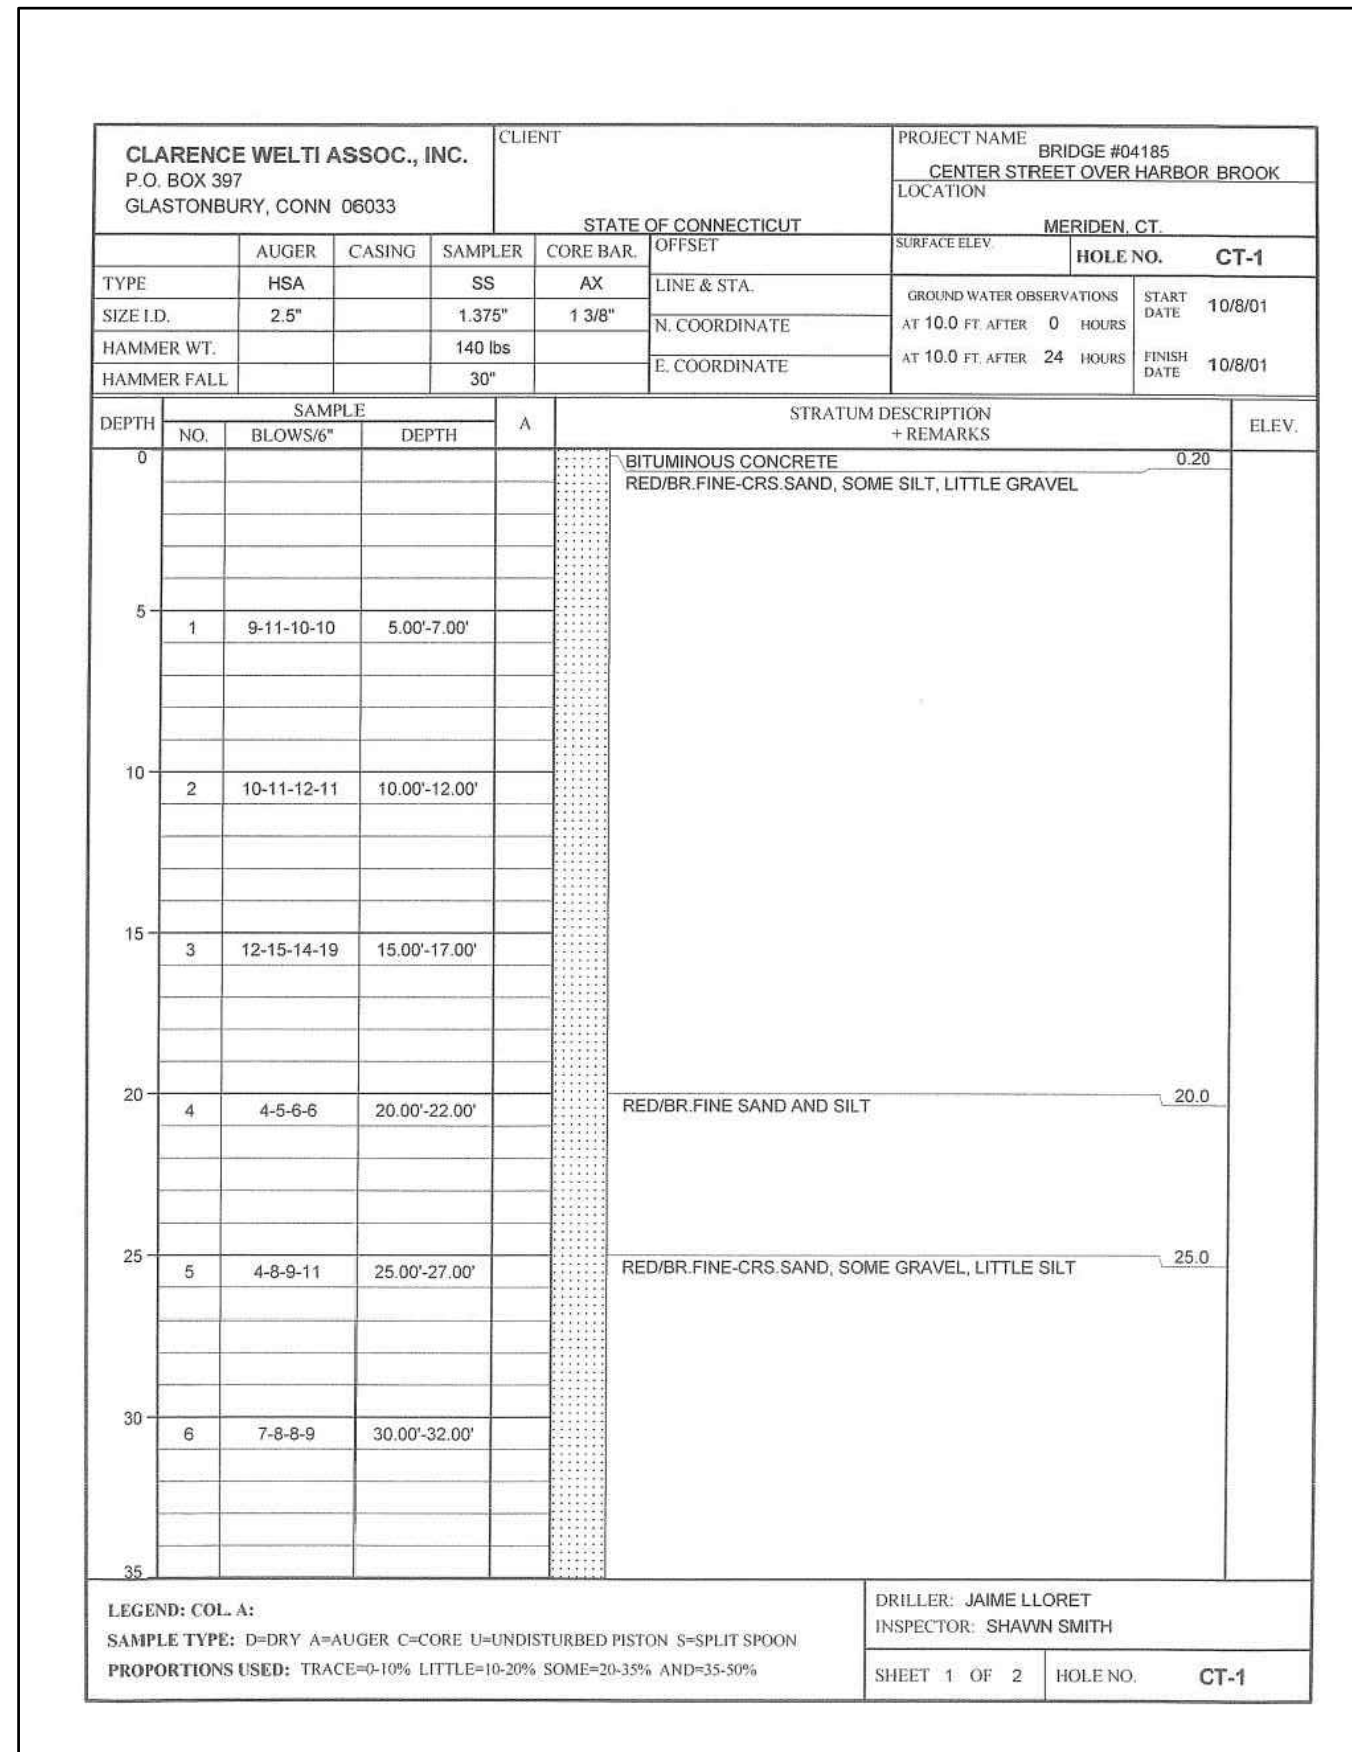 CLARENCE WELTI ASSOC., INC.
P.O. BOX 397
GLASTONBURY, CONN 06033
CLIENT
STATE OF CONNECTICUT
PROJECT NAME
BRIDGE #04185
CENTER STREET OVER HARBOR BROOK
LOCATION
MERIDEN, CT.
AUGER CASING SAMPLER CORE BAR.
TYPE HSA SS AX
SIZE I.D. 2.5" 1.375" 1 3/8"
HAMMER WT. 140 lbs
HAMMER FALL 30"
OFFSET
LINE & STA.
N. COORDINATE
E. COORDINATE
SURFACE ELEV.
HOLE NO. CT-1
GROUND WATER OBSERVATIONS
AT 10.0 FT. AFTER 0 HOURS
AT 10.0 FT. AFTER 24 HOURS
START DATE 10/8/01
FINISH DATE 10/8/01
DEPTH SAMPLE A STRATUM DESCRIPTION + REMARKS ELEV.
NO. BLOWS/6" DEPTH
0 BITUMINOUS CONCRETE 0.20
RED/BR.FINE-CRS.SAND, SOME SILT, LITTLE GRAVEL
5
1 9-11-10-10 5.00'-7.00'
10
2 10-11-12-11 10.00'-12.00'
15
3 12-15-14-19 15.00'-17.00'
20
4 4-5-6-6 20.00'-22.00' RED/BR.FINE SAND AND SILT 20.0
25
5 4-8-9-11 25.00'-27.00' RED/BR.FINE-CRS.SAND, SOME GRAVEL, LITTLE SILT 25.0
30
6 7-8-8-9 30.00'-32.00'
35
LEGEND: COL. A:
SAMPLE TYPE: D=DRY A=AUGER C=CORE U=UNDISTURBED PISTON S=SPLIT SPOON
PROPORTIONS USED: TRACE=0-10% LITTLE=10-20% SOME=20-35% AND=35-50%
DRILLER: JAIME LLORET
INSPECTOR: SHAWN SMITH
SHEET 1 OF 2 HOLE NO. CT-1